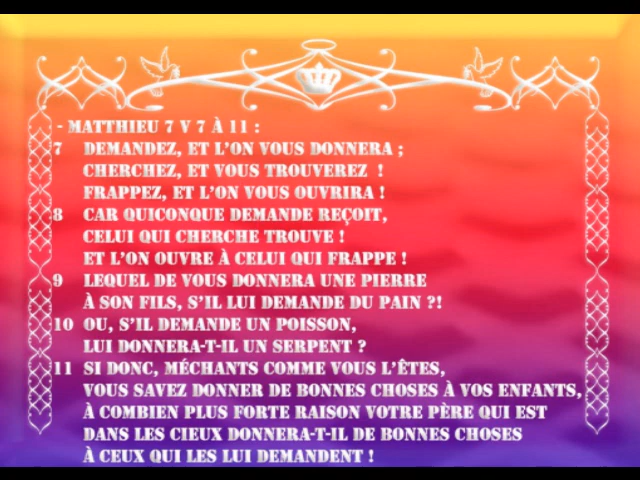 - MATTHIEU 7 V 7 À 11 :
7 DEMANDEZ, ET L'ON VOUS DONNERA ;
CHERCHEZ, ET VOUS TROUVEREZ !
FRAPPEZ, ET L'ON VOUS OUVRIRA !
8 CAR QUICONQUE DEMANDE REÇOIT,
CELUI QUI CHERCHE TROUVE !
ET L'ON OUVRE À CELUI QUI FRAPPE !
9 LEQUEL DE VOUS DONNERA UNE PIERRE
À SON FILS, S'IL LUI DEMANDE DU PAIN ?!
10 OU, S'IL DEMANDE UN POISSON,
LUI DONNERA-T-IL UN SERPENT ?
11 SI DONC, MÉCHANTS COMME VOUS L'ÊTES,
VOUS SAVEZ DONNER DE BONNES CHOSES À VOS ENFANTS,
À COMBIEN PLUS FORTE RAISON VOTRE PÈRE QUI EST
DANS LES CIEUX DONNERA-T-IL DE BONNES CHOSES
À CEUX QUI LES LUI DEMANDENT !